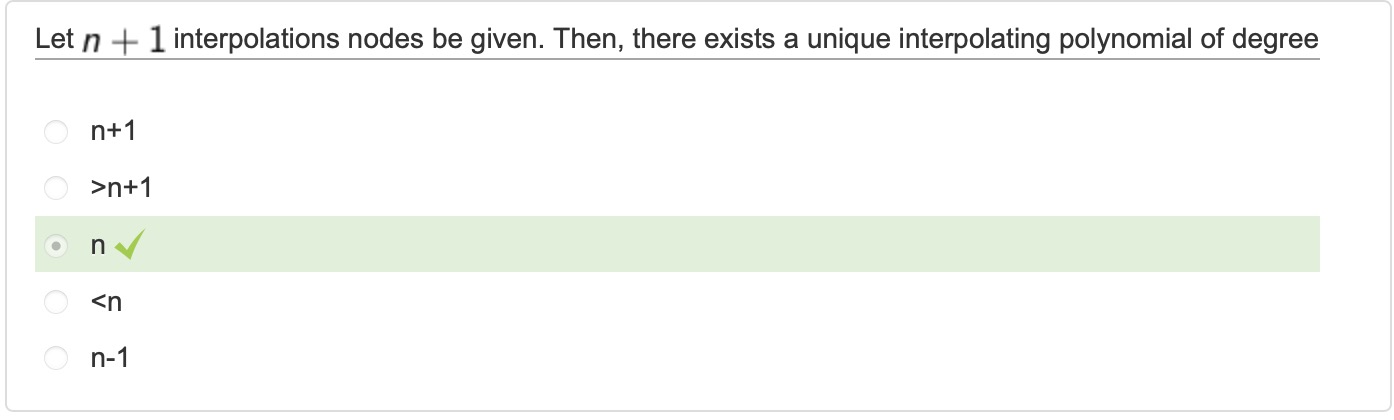 Let n + 1 interpolations nodes be given. Then, there exists a unique interpolating polynomial of degree
n+1
>n+1
n
<n
n-1